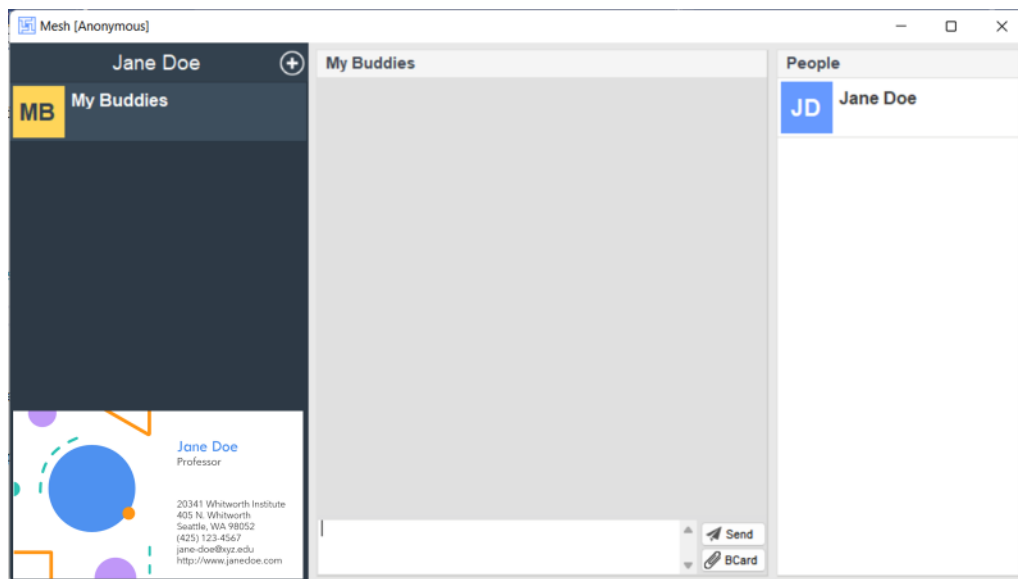 Mesh [Anonymous]
Jane Doe
MB
My Buddies
Jane Doe
Professor
20341 Whitworth Institute
405 N. Whitworth
Seattle, WA 98052
(425) 123-4567
jane-doe@xyz.edu
http://www.janedoe.com
My Buddies
Send
BCard
People
JD
Jane Doe